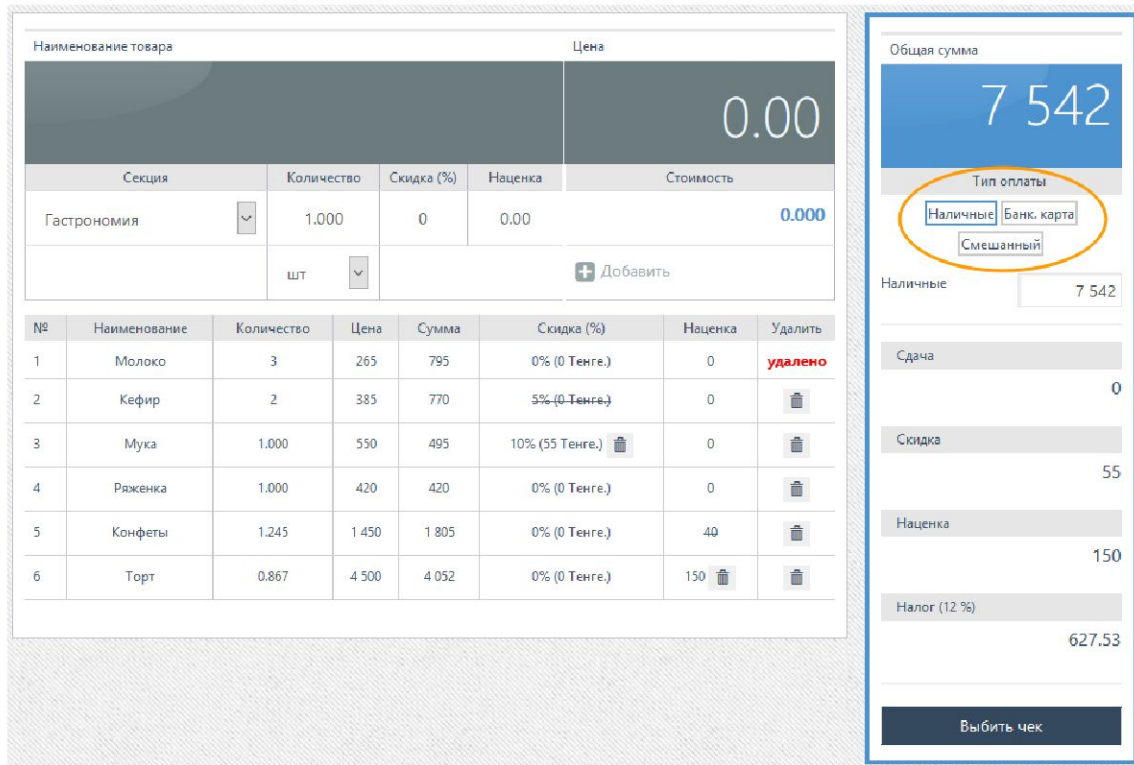 Наименование товара Цена
0.00
Секция Количество Скидка (%) Наценка Стоимость
Гастрономия 1.000 0 0.00 0.000
шт Добавить
№ Наименование Количество Цена Сумма Скидка (%) Наценка Удалить
1 Молоко 3 265 795 0% (0 Тенге.) 0 удалено
2 Кефир 2 385 770 5% (0 Тенге.) 0
3 Мука 1.000 550 495 10% (55 Тенге.) 0
4 Ряженка 1.000 420 420 0% (0 Тенге.) 0
5 Конфеты 1.245 1 450 1 805 0% (0 Тенге.) 40
6 Торт 0.867 4 500 4 052 0% (0 Тенге.) 150
Общая сумма
7 542
Тип оплаты
Наличные Банк. карта
Смешанный
Наличные 7 542
Сдача
0
Скидка
55
Наценка
150
Налог (12 %)
627.53
Выбить чек